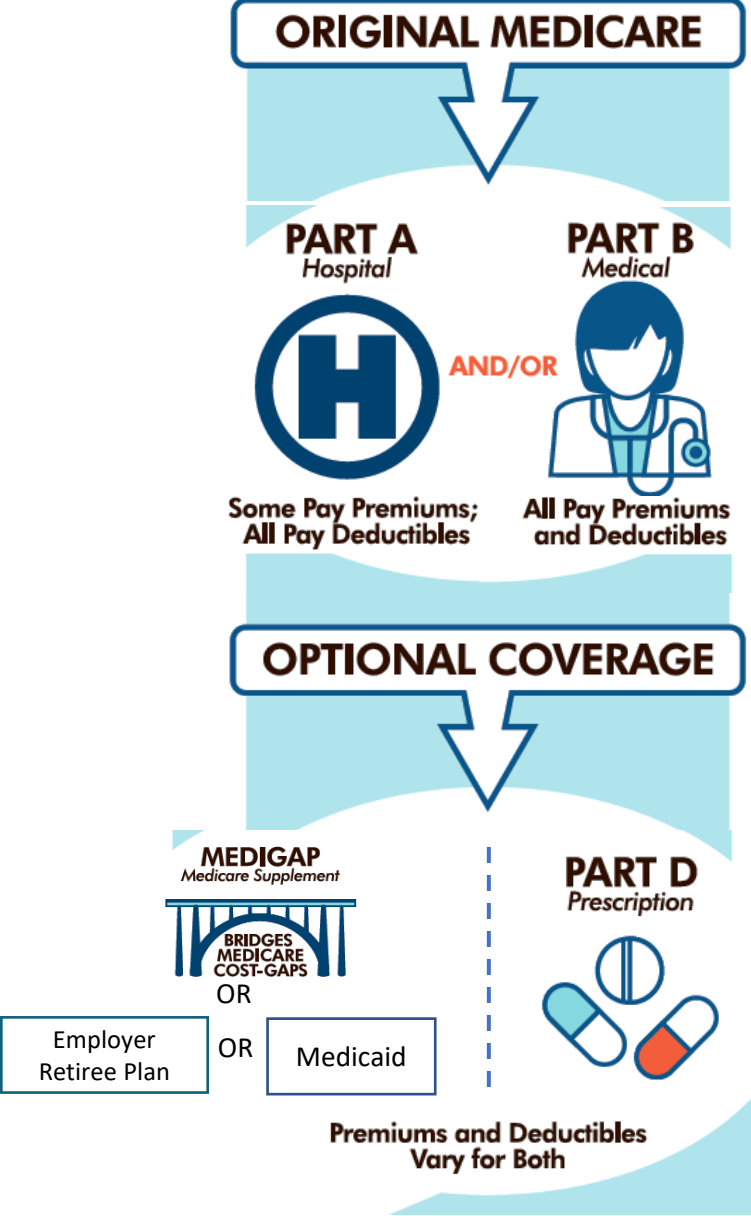 ORIGINAL MEDICARE
PART A
Hospital
H
AND/OR
PART B
Medical
Some Pay Premiums;
All Pay Deductibles
All Pay Premiums
and Deductibles
OPTIONAL COVERAGE
MEDIGAP
Medicare Supplement
BRIDGES
MEDICARE
COST-GAPS
OR
Employer
Retiree Plan
OR
Medicaid
PART D
Prescription
Premiums and Deductibles
Vary for Both